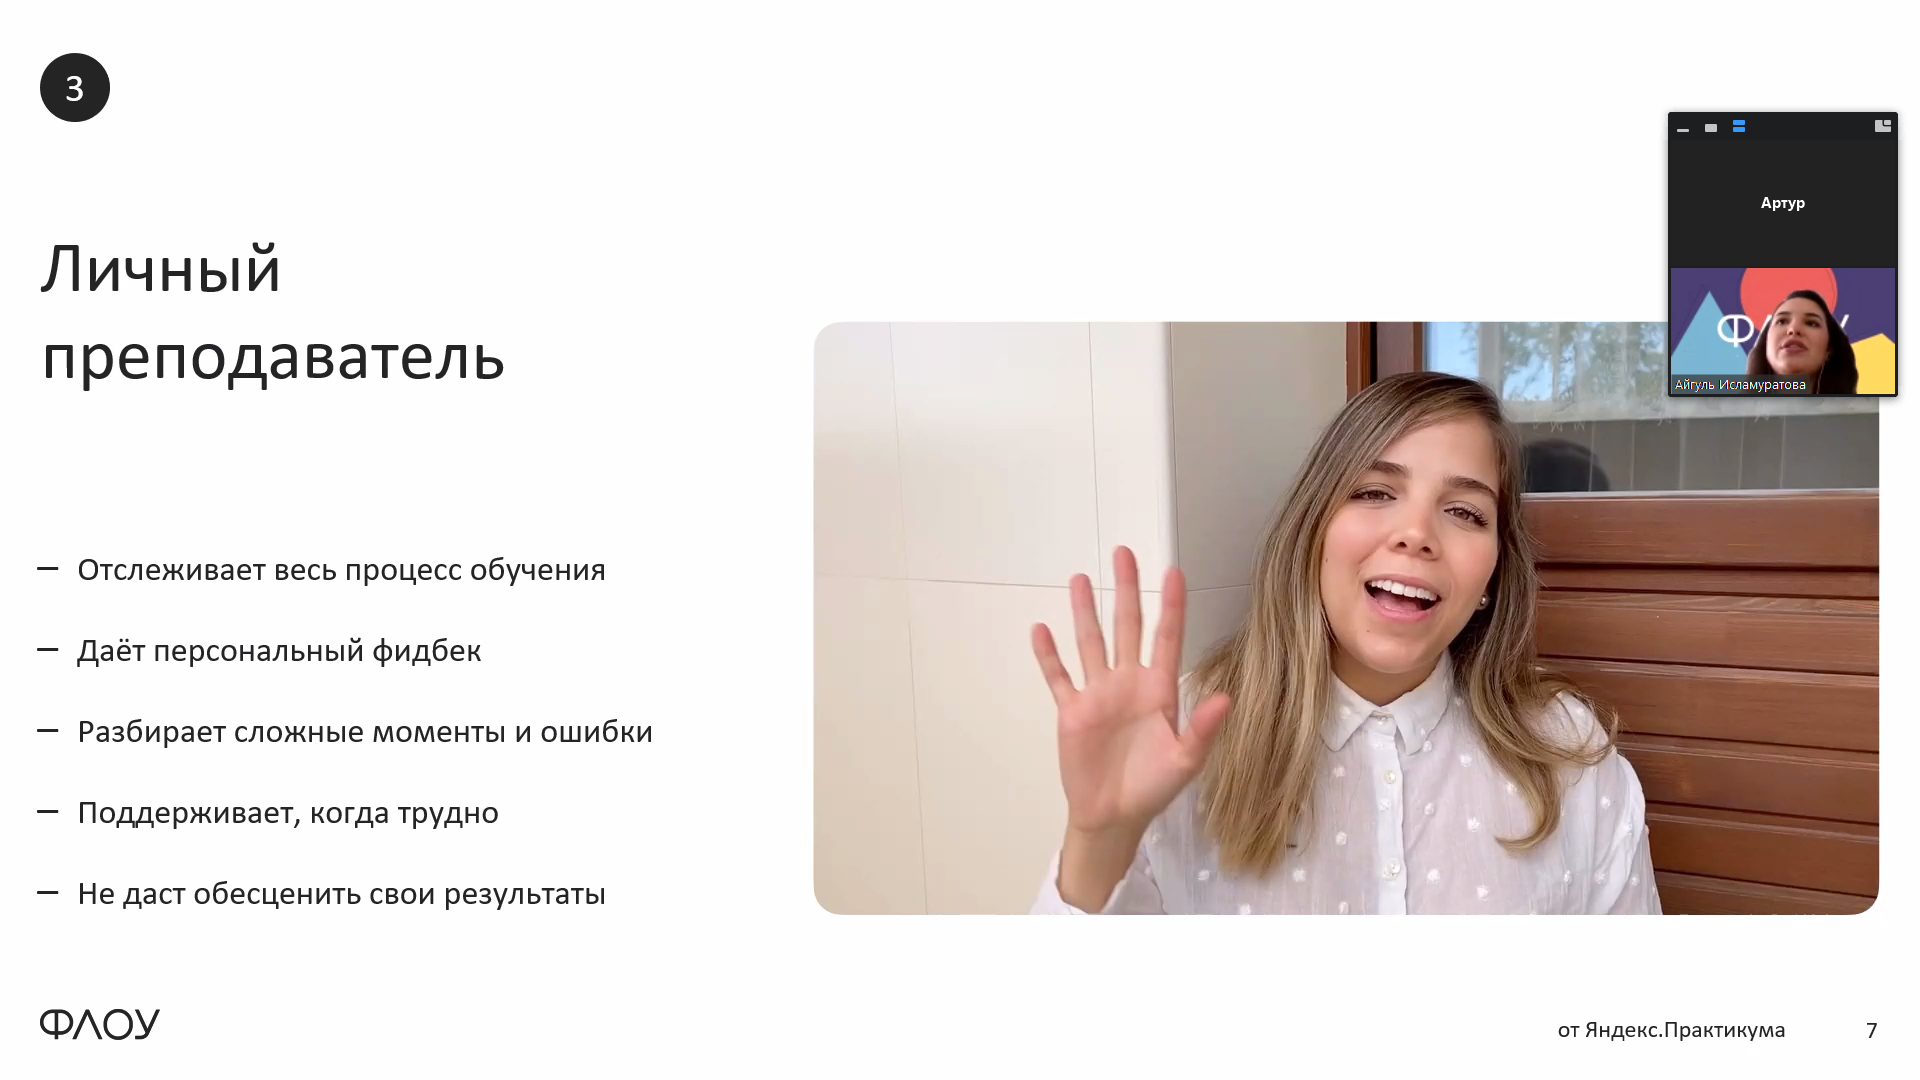 3
Личный
преподаватель
— Отслеживает весь процесс обучения
— Даёт персональный фидбек
— Разбирает сложные моменты и ошибки
— Поддерживает, когда трудно
— Не даст обесценить свои результаты
Артур
Айгуль Исламуратова
ФЛОУ
от Яндекс.Практикума
7